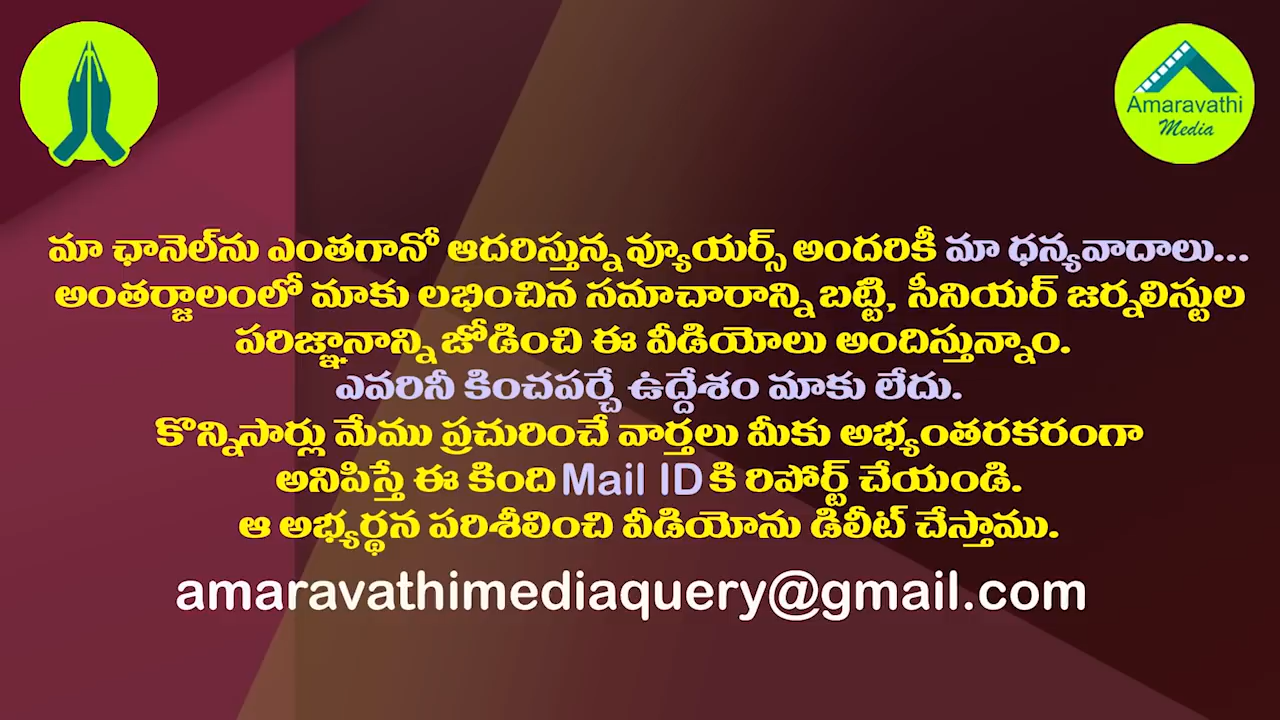 Amaravathi
Media
మా ఛానెల్‌ను ఎంతగానో ఆదరిస్తున్న వ్యూయర్స్ అందరికీ మా ధన్యవాదాలు...
అంతర్జాలంలో మాకు లభించిన సమాచారాన్ని బట్టి, సీనియర్ జర్నలిస్టుల
పరిజ్ఞానాన్ని జోడించి ఈ వీడియోలు అందిస్తున్నాం.
ఎవరినీ కించపర్చే ఉద్దేశం మాకు లేదు.
కొన్నిసార్లు మేము ప్రచురించే వార్తలు మీకు అభ్యంతరకరంగా
అనిపిస్తే ఈ కింది Mail ID కి రిపోర్ట్ చేయండి.
ఆ అభ్యర్థన పరిశీలించి వీడియోను డిలీట్ చేస్తాము.
amaravathimediaquery@gmail.com